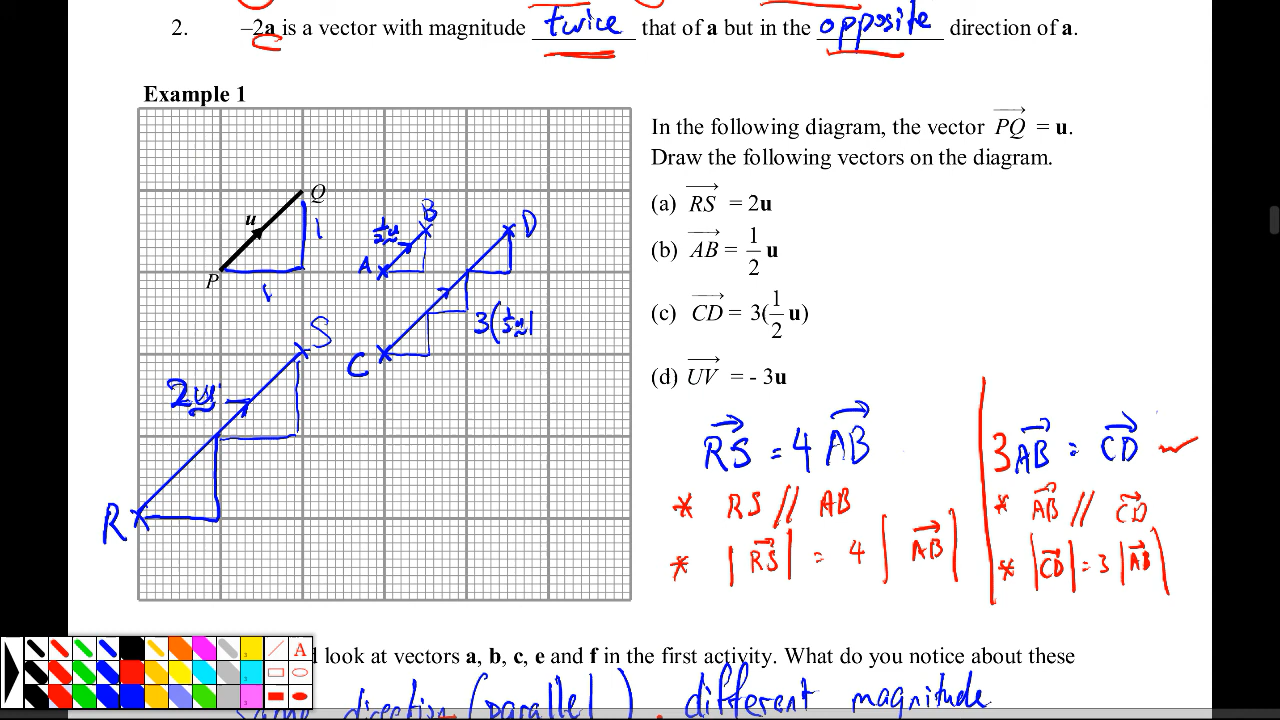 2. –2a is a vector with magnitude twice that of a but in the opposite direction of a.
Example 1
In the following diagram, the vector PQ = u.
Draw the following vectors on the diagram.
(a) RS = 2u
(b) AB = 1/2 u
(c) CD = 3(1/2 u)
(d) UV = - 3u
Q
u
P
1
1
1/2 u
B
A
D
3(1/2 u)
C
S
2u
R
RS = 4 AB
* RS // AB
* |RS| = 4 |AB|
3AB = CD
* AB // CD
* |CD| = 3 |AB|
A
look at vectors a, b, c, e and f in the first activity. What do you notice about these
direction (parallel). different magnitude